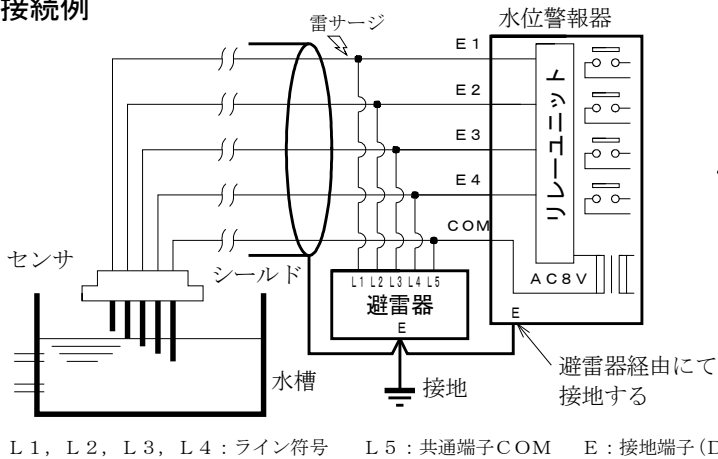 接続例
雷サージ
水位警報器
E1
E2
E3
E4
COM
リレーユニット
センサ
シールド
L1 L2 L3 L4 L5
避雷器
E
AC8V
E
水槽
接地
避雷器経由にて
接地する
L1，L2，L3，L4：ライン符号　L5：共通端子COM　E：接地端子（D